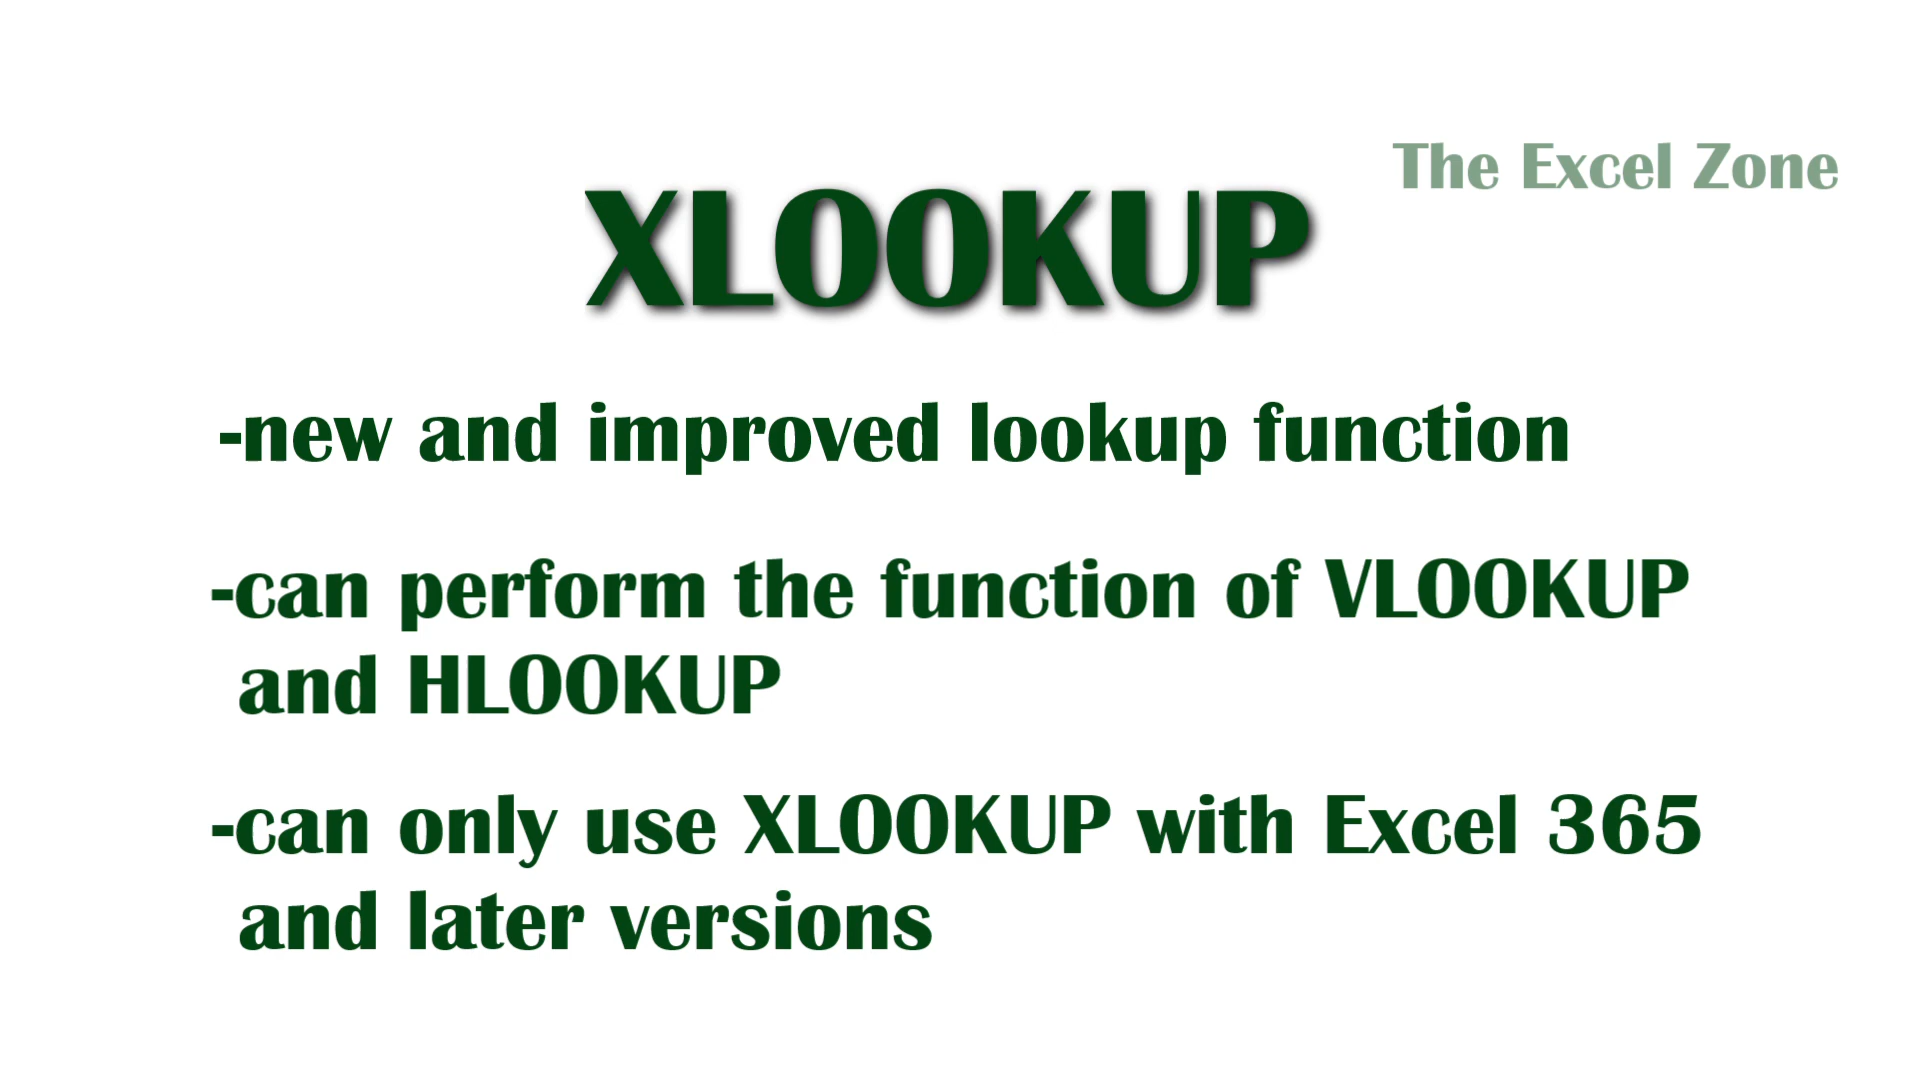 The Excel Zone
XLOOKUP
-new and improved lookup function
-can perform the function of VLOOKUP
and HLOOKUP
-can only use XLOOKUP with Excel 365
and later versions